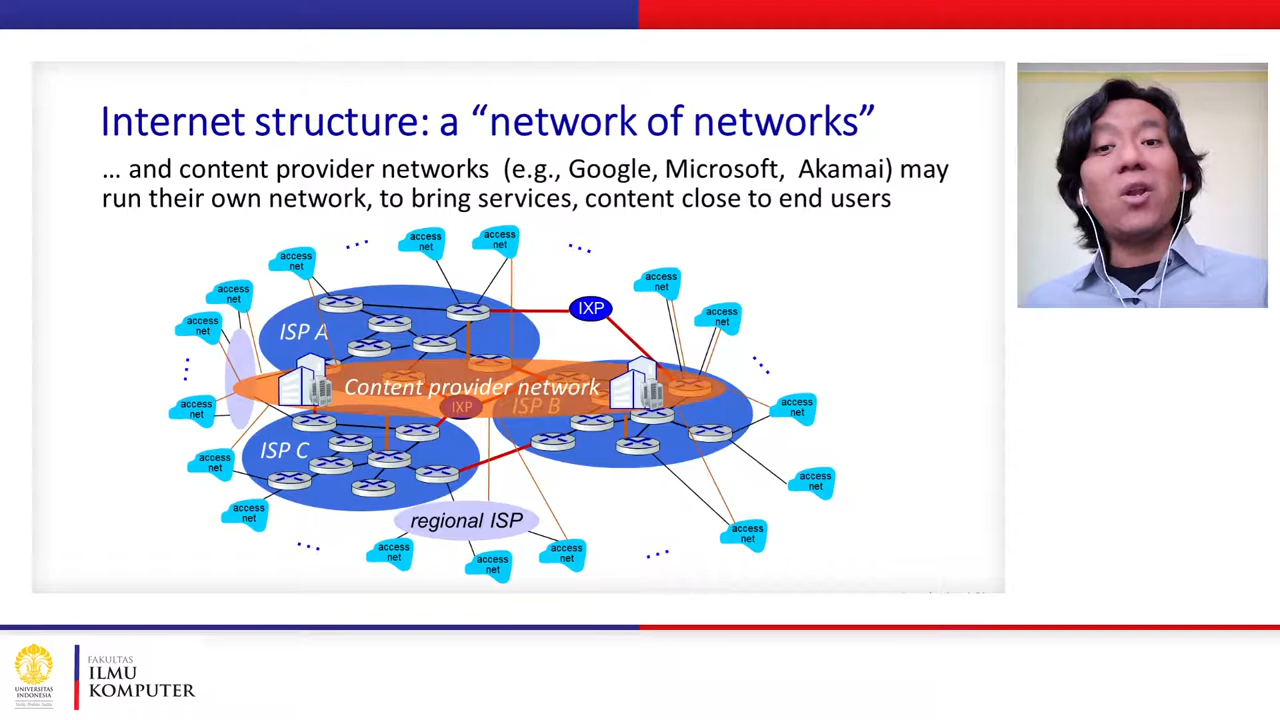 Internet structure: a “network of networks”
… and content provider networks (e.g., Google, Microsoft, Akamai) may
run their own network, to bring services, content close to end users
access
net
access
net
access
net
access
net
access
net
access
net
access
net
IXP
ISP A
Content provider network
IXP
ISP B
access
net
access
net
ISP C
access
net
access
net
access
net
regional ISP
access
net
access
net
access
net
access
net
FAKULTAS
ILMU
KOMPUTER
UNIVERSITAS
INDONESIA